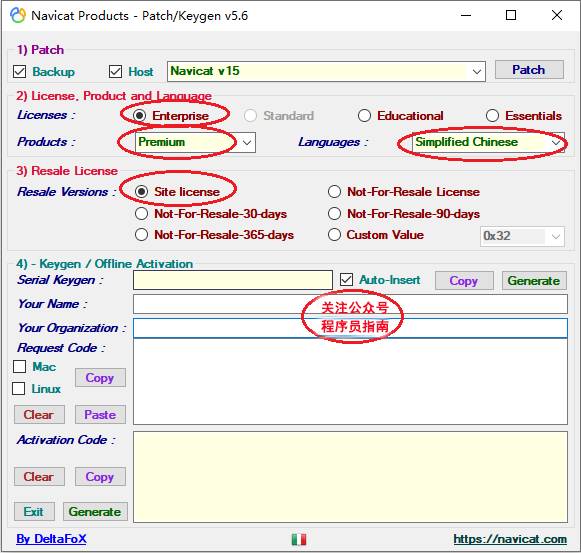 Navicat Products - Patch/Keygen v5.6
1) Patch
Backup Host Navicat v15 Patch
2) License, Product and Language
Licenses : Enterprise Standard Educational Essentials
Products : Premium Languages : Simplified Chinese
3) Resale License
Resale Versions : Site license Not-For-Resale License
Not-For-Resale-30-days Not-For-Resale-90-days
Not-For-Resale-365-days Custom Value 0x32
4) - Keygen / Offline Activation
Serial Keygen : Auto-Insert Copy Generate
Your Name :
关注公众号
Your Organization :
程序员指南
Request Code :
Mac
Copy
Linux
Clear Paste
Activation Code :
Clear Copy
Exit Generate
By DeltaFoX https://navicat.com